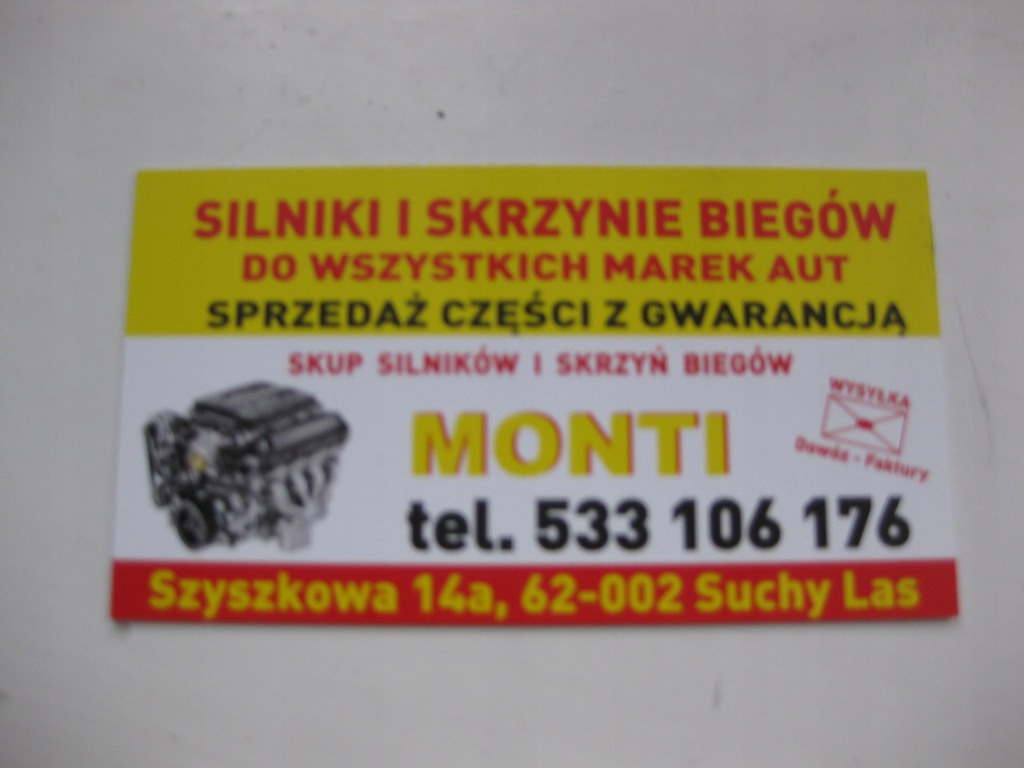 SILNIKI I SKRZYNIE BIEGÓW
DO WSZYSTKICH MAREK AUT
SPRZEDAŻ CZĘŚCI Z GWARANCJĄ
SKUP SILNIKÓW I SKRZYŃ BIEGÓW
MONTI
WYSYŁKA
Dowóz - Faktury
tel. 533 106 176
Szyszkowa 14a, 62-002 Suchy Las